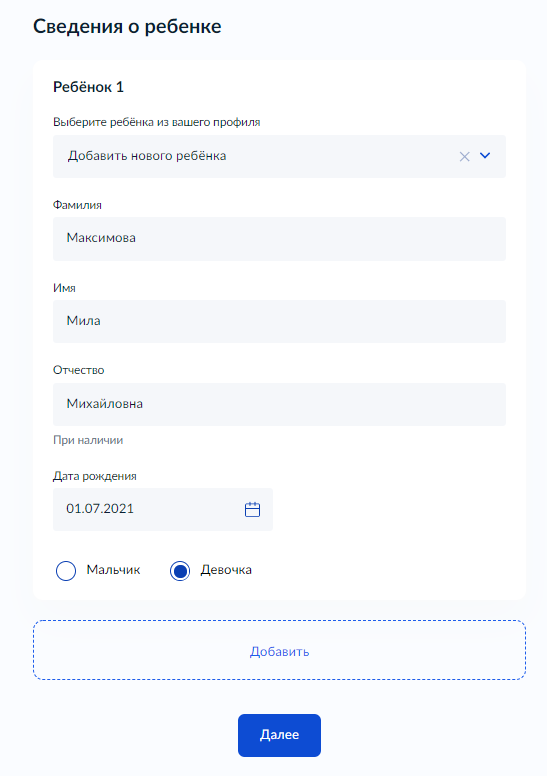 Сведения о ребенке
Ребёнок 1
Выберите ребёнка из вашего профиля
Добавить нового ребёнка
Фамилия
Максимова
Имя
Мила
Отчество
Михайловна
При наличии
Дата рождения
01.07.2021
Мальчик Девочка
Добавить
Далее